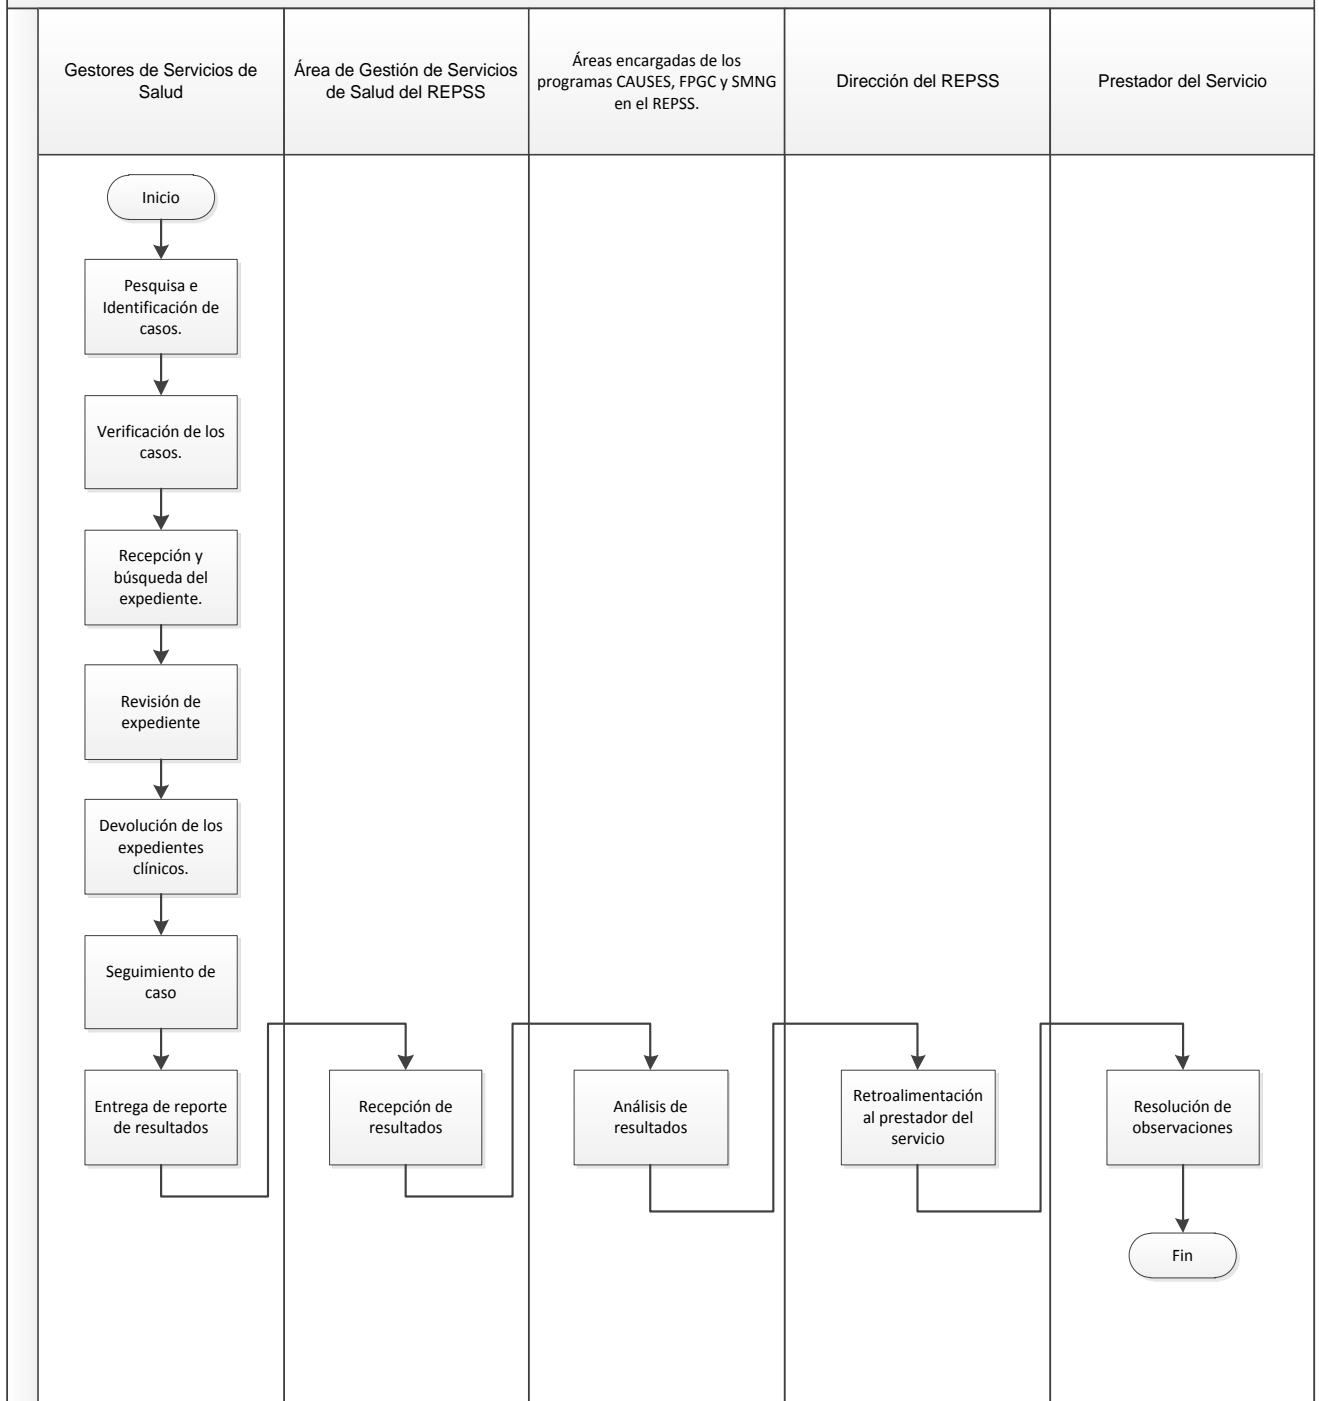 Gestores de Servicios de
Salud
Área de Gestión de Servicios
de Salud del REPSS
Áreas encargadas de los
programas CAUSES, FPGC y SMNG
en el REPSS.
Dirección del REPSS
Prestador del Servicio
Inicio
Pesquisa e
Identificación de
casos.
Verificación de los
casos.
Recepción y
búsqueda del
expediente.
Revisión de
expediente
Devolución de los
expedientes
clínicos.
Seguimiento de
caso
Entrega de reporte
de resultados
Recepción de
resultados
Análisis de
resultados
Retroalimentación
al prestador del
servicio
Resolución de
observaciones
Fin